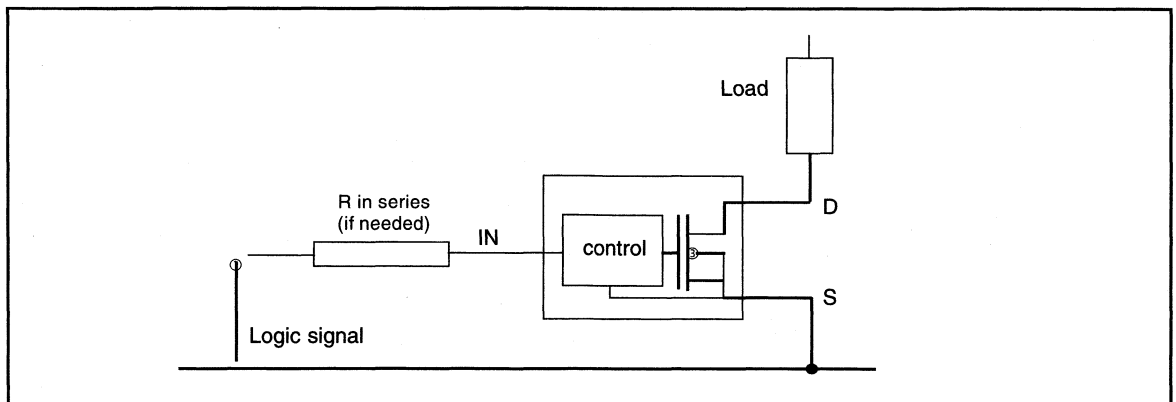 Load
R in series
(if needed)
IN
D
control
S
Logic signal